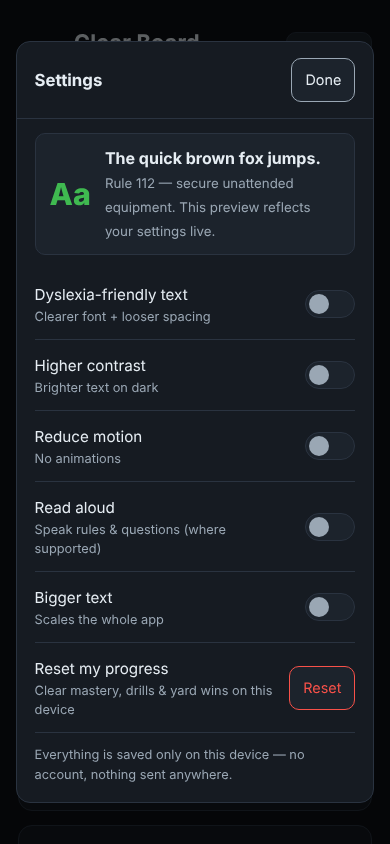 Clear Board
Settings
Done
Aa
The quick brown fox jumps.
Rule 112 — secure unattended
equipment. This preview reflects
your settings live.
Dyslexia-friendly text
Clearer font + looser spacing
Higher contrast
Brighter text on dark
Reduce motion
No animations
Read aloud
Speak rules & questions (where
supported)
Bigger text
Scales the whole app
Reset my progress
Clear mastery, drills & yard wins on this
device
Reset
Everything is saved only on this device — no
account, nothing sent anywhere.